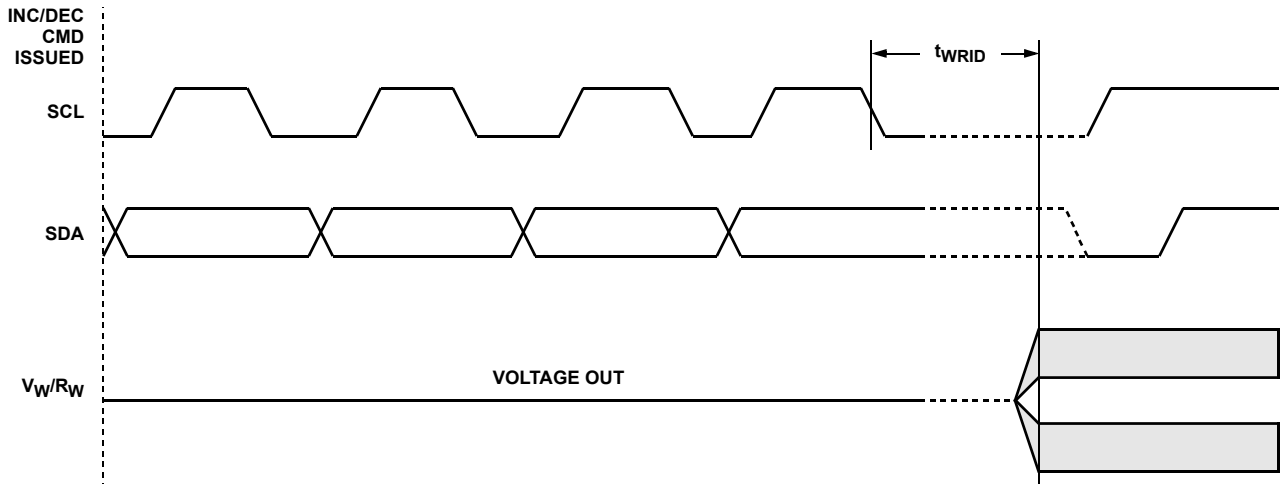 INC/DEC
CMD
ISSUED
tWRID
SCL
SDA
VOLTAGE OUT
VW/RW